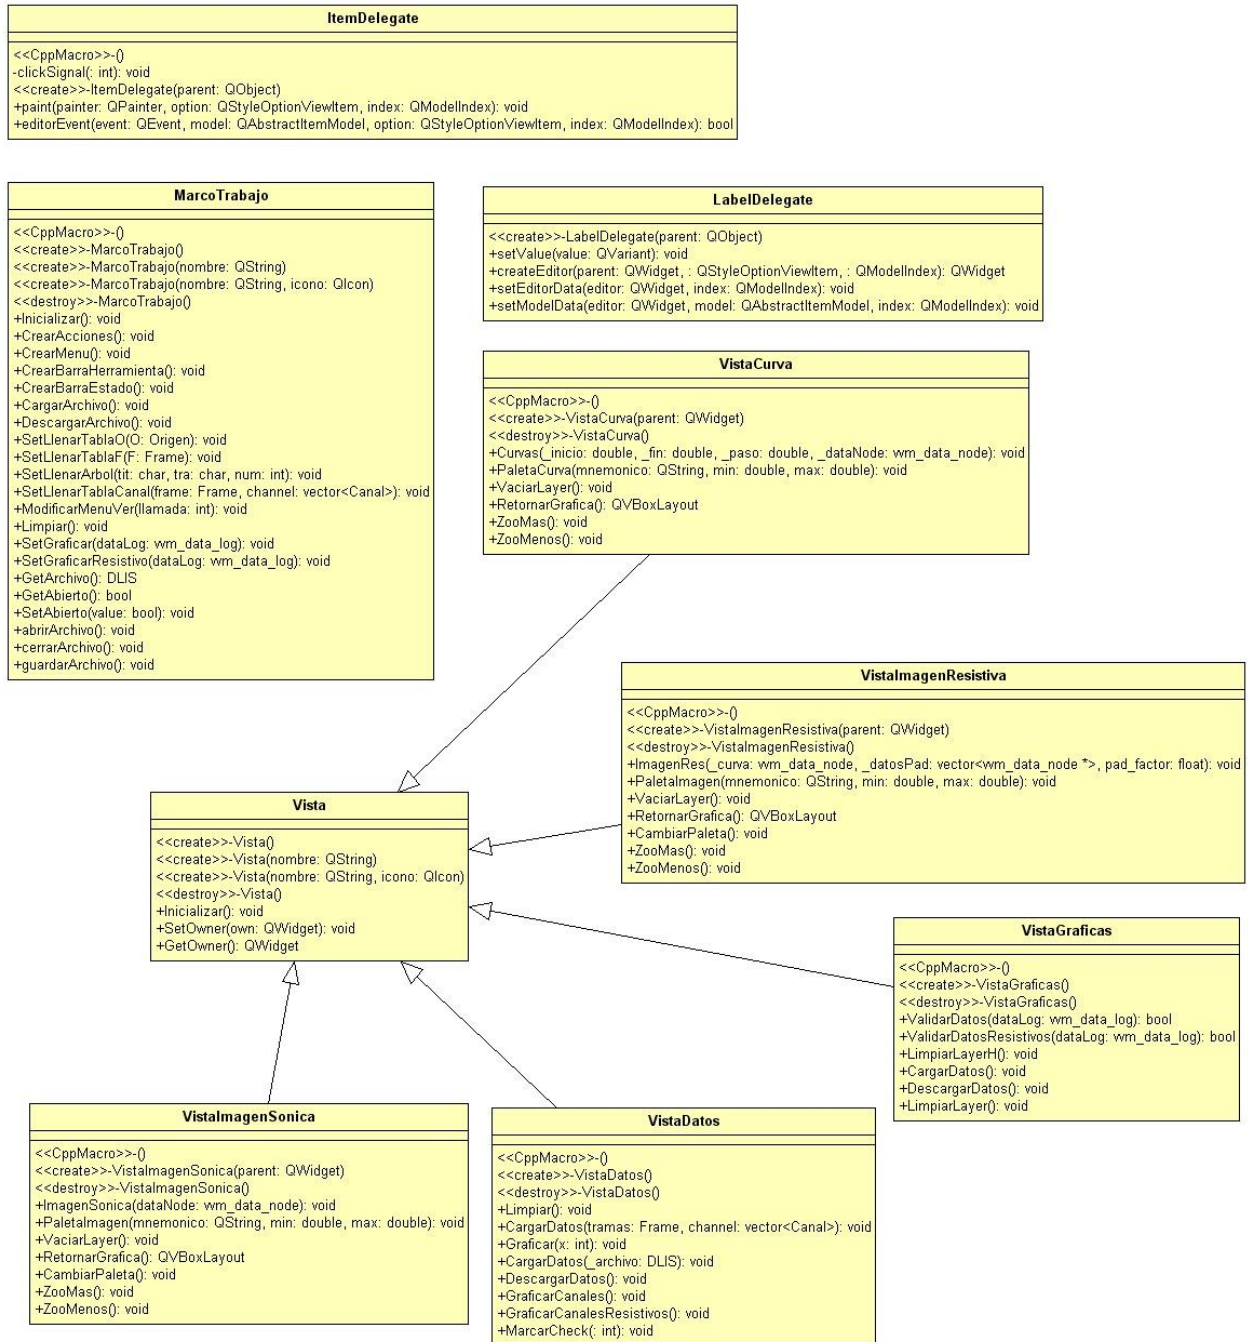 ItemDelegate
<<CppMacro>>-()
-clickSignal(: int): void
<<create>>-ItemDelegate(parent: QObject)
+paint(painter: QPainter, option: QStyleOptionViewItem, index: QModelIndex): void
+editorEvent(event: QEvent, model: QAbstractItemModel, option: QStyleOptionViewItem, index: QModelIndex): bool
MarcoTrabajo
<<CppMacro>>-()
<<create>>-MarcoTrabajo()
<<create>>-MarcoTrabajo(nombre: QString)
<<create>>-MarcoTrabajo(nombre: QString, icono: QIcon)
<<destroy>>-MarcoTrabajo()
+Inicializar(): void
+CrearAcciones(): void
+CrearMenu(): void
+CrearBarraHerramienta(): void
+CrearBarraEstado(): void
+CargarArchivo(): void
+DescargarArchivo(): void
+SetLlenarTablaO(O: Origen): void
+SetLlenarTablaF(F: Frame): void
+SetLlenarArbol(tit: char, tra: char, num: int): void
+SetLlenarTablaCanal(frame: Frame, channel: vector<Canal>): void
+ModificarMenuVer(llamada: int): void
+Limpiar(): void
+SetGraficar(dataLog: wm_data_log): void
+SetGraficarResistivo(dataLog: wm_data_log): void
+GetArchivo(): DLIS
+GetAbierto(): bool
+SetAbierto(value: bool): void
+abrirArchivo(): void
+cerrarArchivo(): void
+guardarArchivo(): void
LabelDelegate
<<create>>-LabelDelegate(parent: QObject)
+setValue(value: QVariant): void
+createEditor(parent: QWidget, : QStyleOptionViewItem, : QModelIndex): QWidget
+setEditorData(editor: QWidget, index: QModelIndex): void
+setModelData(editor: QWidget, model: QAbstractItemModel, index: QModelIndex): void
VistaCurva
<<CppMacro>>-()
<<create>>-VistaCurva(parent: QWidget)
<<destroy>>-VistaCurva()
+Curvas(_inicio: double, _fin: double, _paso: double, _dataNode: wm_data_node): void
+PaletaCurva(mnemonico: QString, min: double, max: double): void
+VaciarLayer(): void
+RetornarGrafica(): QVBoxLayout
+ZooMas(): void
+ZooMenos(): void
VistaImagenResistiva
<<CppMacro>>-()
<<create>>-VistaImagenResistiva(parent: QWidget)
<<destroy>>-VistaImagenResistiva()
+ImagenRes(_curva: wm_data_node, _datosPad: vector<wm_data_node *>, pad_factor: float): void
+PaletaImagen(mnemonico: QString, min: double, max: double): void
+VaciarLayer(): void
+RetornarGrafica(): QVBoxLayout
+CambiarPaleta(): void
+ZooMas(): void
+ZooMenos(): void
Vista
<<create>>-Vista()
<<create>>-Vista(nombre: QString)
<<create>>-Vista(nombre: QString, icono: QIcon)
<<destroy>>-Vista()
+Inicializar(): void
+SetOwner(own: QWidget): void
+GetOwner(): QWidget
VistaGraficas
<<CppMacro>>-()
<<create>>-VistaGraficas()
<<destroy>>-VistaGraficas()
+ValidarDatos(dataLog: wm_data_log): bool
+ValidarDatosResistivos(dataLog: wm_data_log): bool
+LimpiarLayerH(): void
+CargarDatos(): void
+DescargarDatos(): void
+LimpiarLayer(): void
VistaImagenSonica
<<CppMacro>>-()
<<create>>-VistaImagenSonica(parent: QWidget)
<<destroy>>-VistaImagenSonica()
+ImagenSonica(dataNode: wm_data_node): void
+PaletaImagen(mnemonico: QString, min: double, max: double): void
+VaciarLayer(): void
+RetornarGrafica(): QVBoxLayout
+CambiarPaleta(): void
+ZooMas(): void
+ZooMenos(): void
VistaDatos
<<CppMacro>>-()
<<create>>-VistaDatos()
<<destroy>>-VistaDatos()
+Limpiar(): void
+CargarDatos(tramas: Frame, channel: vector<Canal>): void
+Graficar(x: int): void
+CargarDatos(_archivo: DLIS): void
+DescargarDatos(): void
+GraficarCanales(): void
+GraficarCanalesResistivos(): void
+MarcarCheck(: int): void